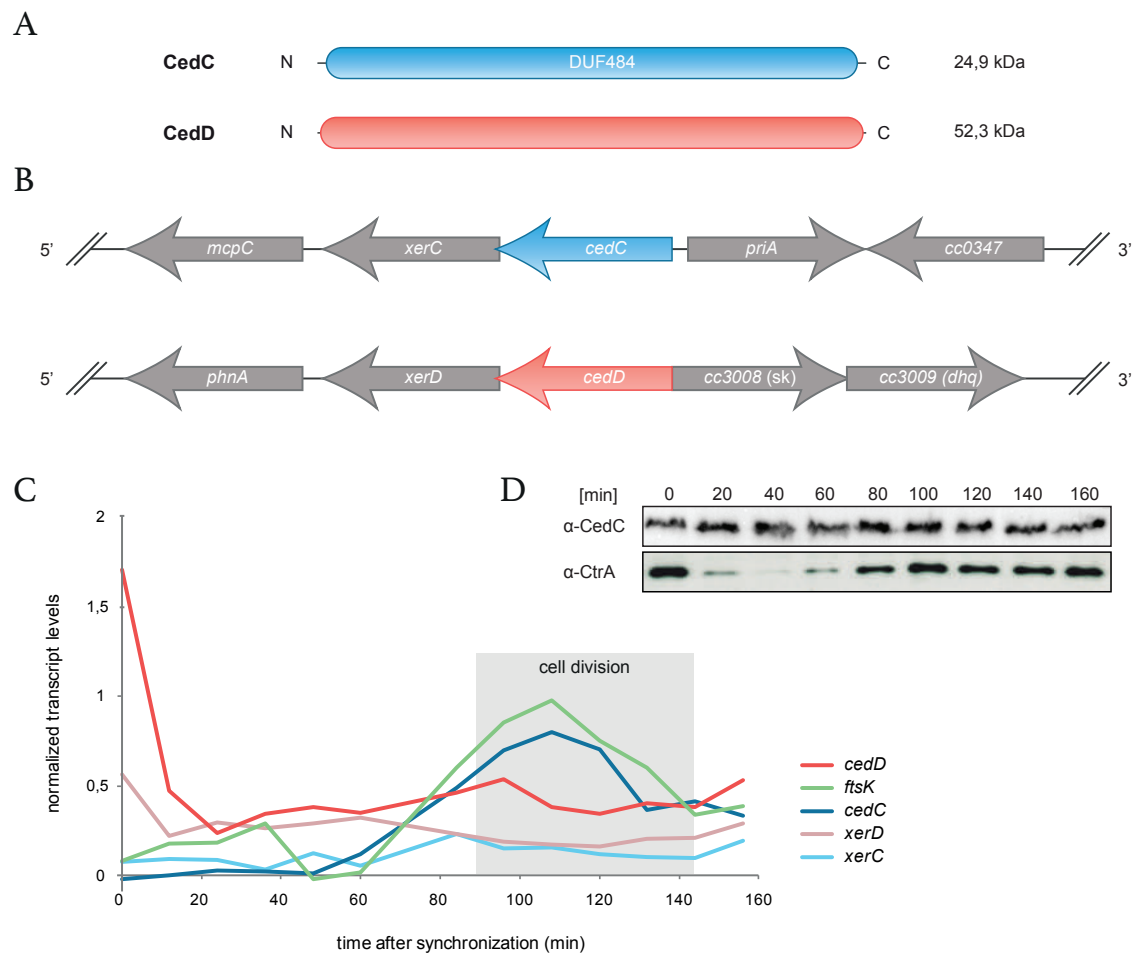 A
CedC N DUF484 C 24,9 kDa
CedD N C 52,3 kDa
B
5' mcpC xerC cedC priA cc0347 3'
5' phnA xerD cedD cc3008 (sk) cc3009 (dhq) 3'
C
normalized transcript levels
2
1,5
1
0,5
0
0 20 40 60 80 100 120 140 160
time after synchronization (min)
cell division
cedD
ftsK
cedC
xerD
xerC
D
[min] 0 20 40 60 80 100 120 140 160
α-CedC
α-CtrA